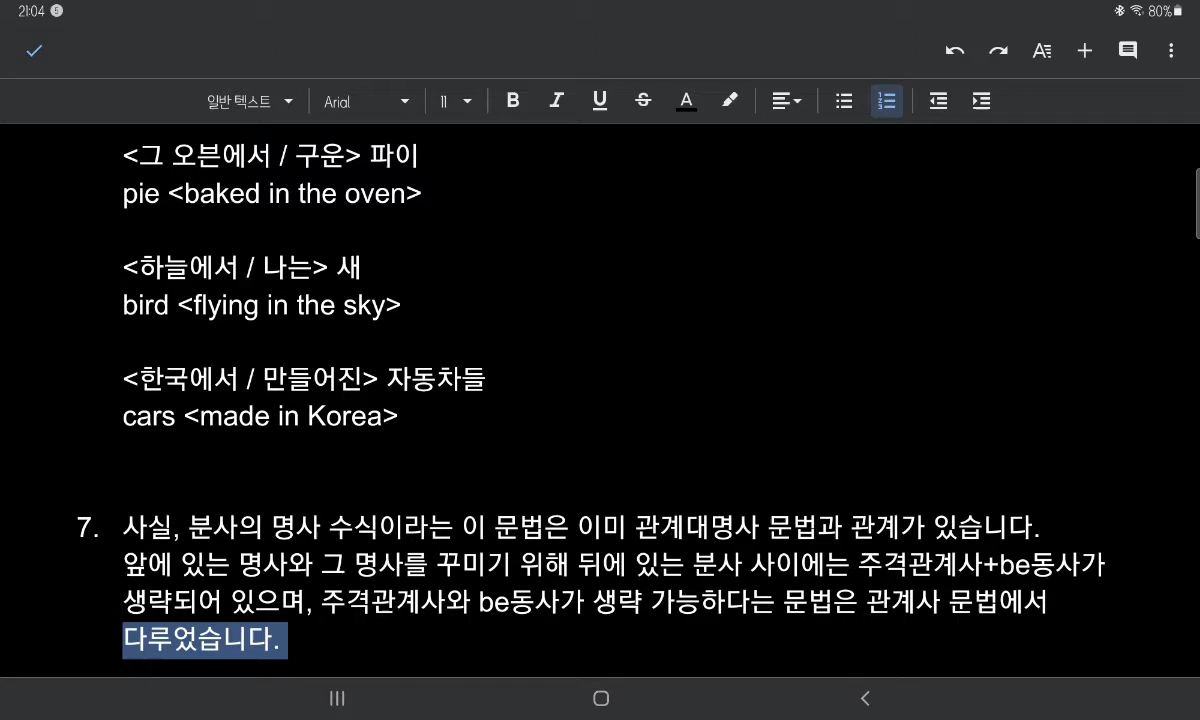 21:04
80%
일반 텍스트 Arial 11 B I U S A
<그 오븐에서 / 구운> 파이
pie <baked in the oven>
<하늘에서 / 나는> 새
bird <flying in the sky>
<한국에서 / 만들어진> 자동차들
cars <made in Korea>
7. 사실, 분사의 명사 수식이라는 이 문법은 이미 관계대명사 문법과 관계가 있습니다.
앞에 있는 명사와 그 명사를 꾸미기 위해 뒤에 있는 분사 사이에는 주격관계사+be동사가
생략되어 있으며, 주격관계사와 be동사가 생략 가능하다는 문법은 관계사 문법에서
다루었습니다.